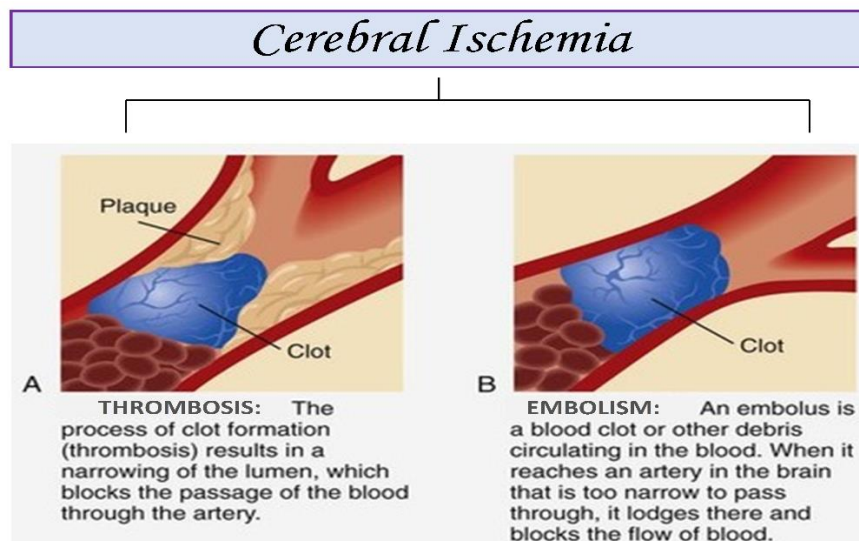 Cerebral Ischemia
Plaque
Clot
A
THROMBOSIS: The
process of clot formation
(thrombosis) results in a
narrowing of the lumen, which
blocks the passage of the blood
through the artery.
Clot
B
EMBOLISM: An embolus is
a blood clot or other debris
circulating in the blood. When it
reaches an artery in the brain
that is too narrow to pass
through, it lodges there and
blocks the flow of blood.